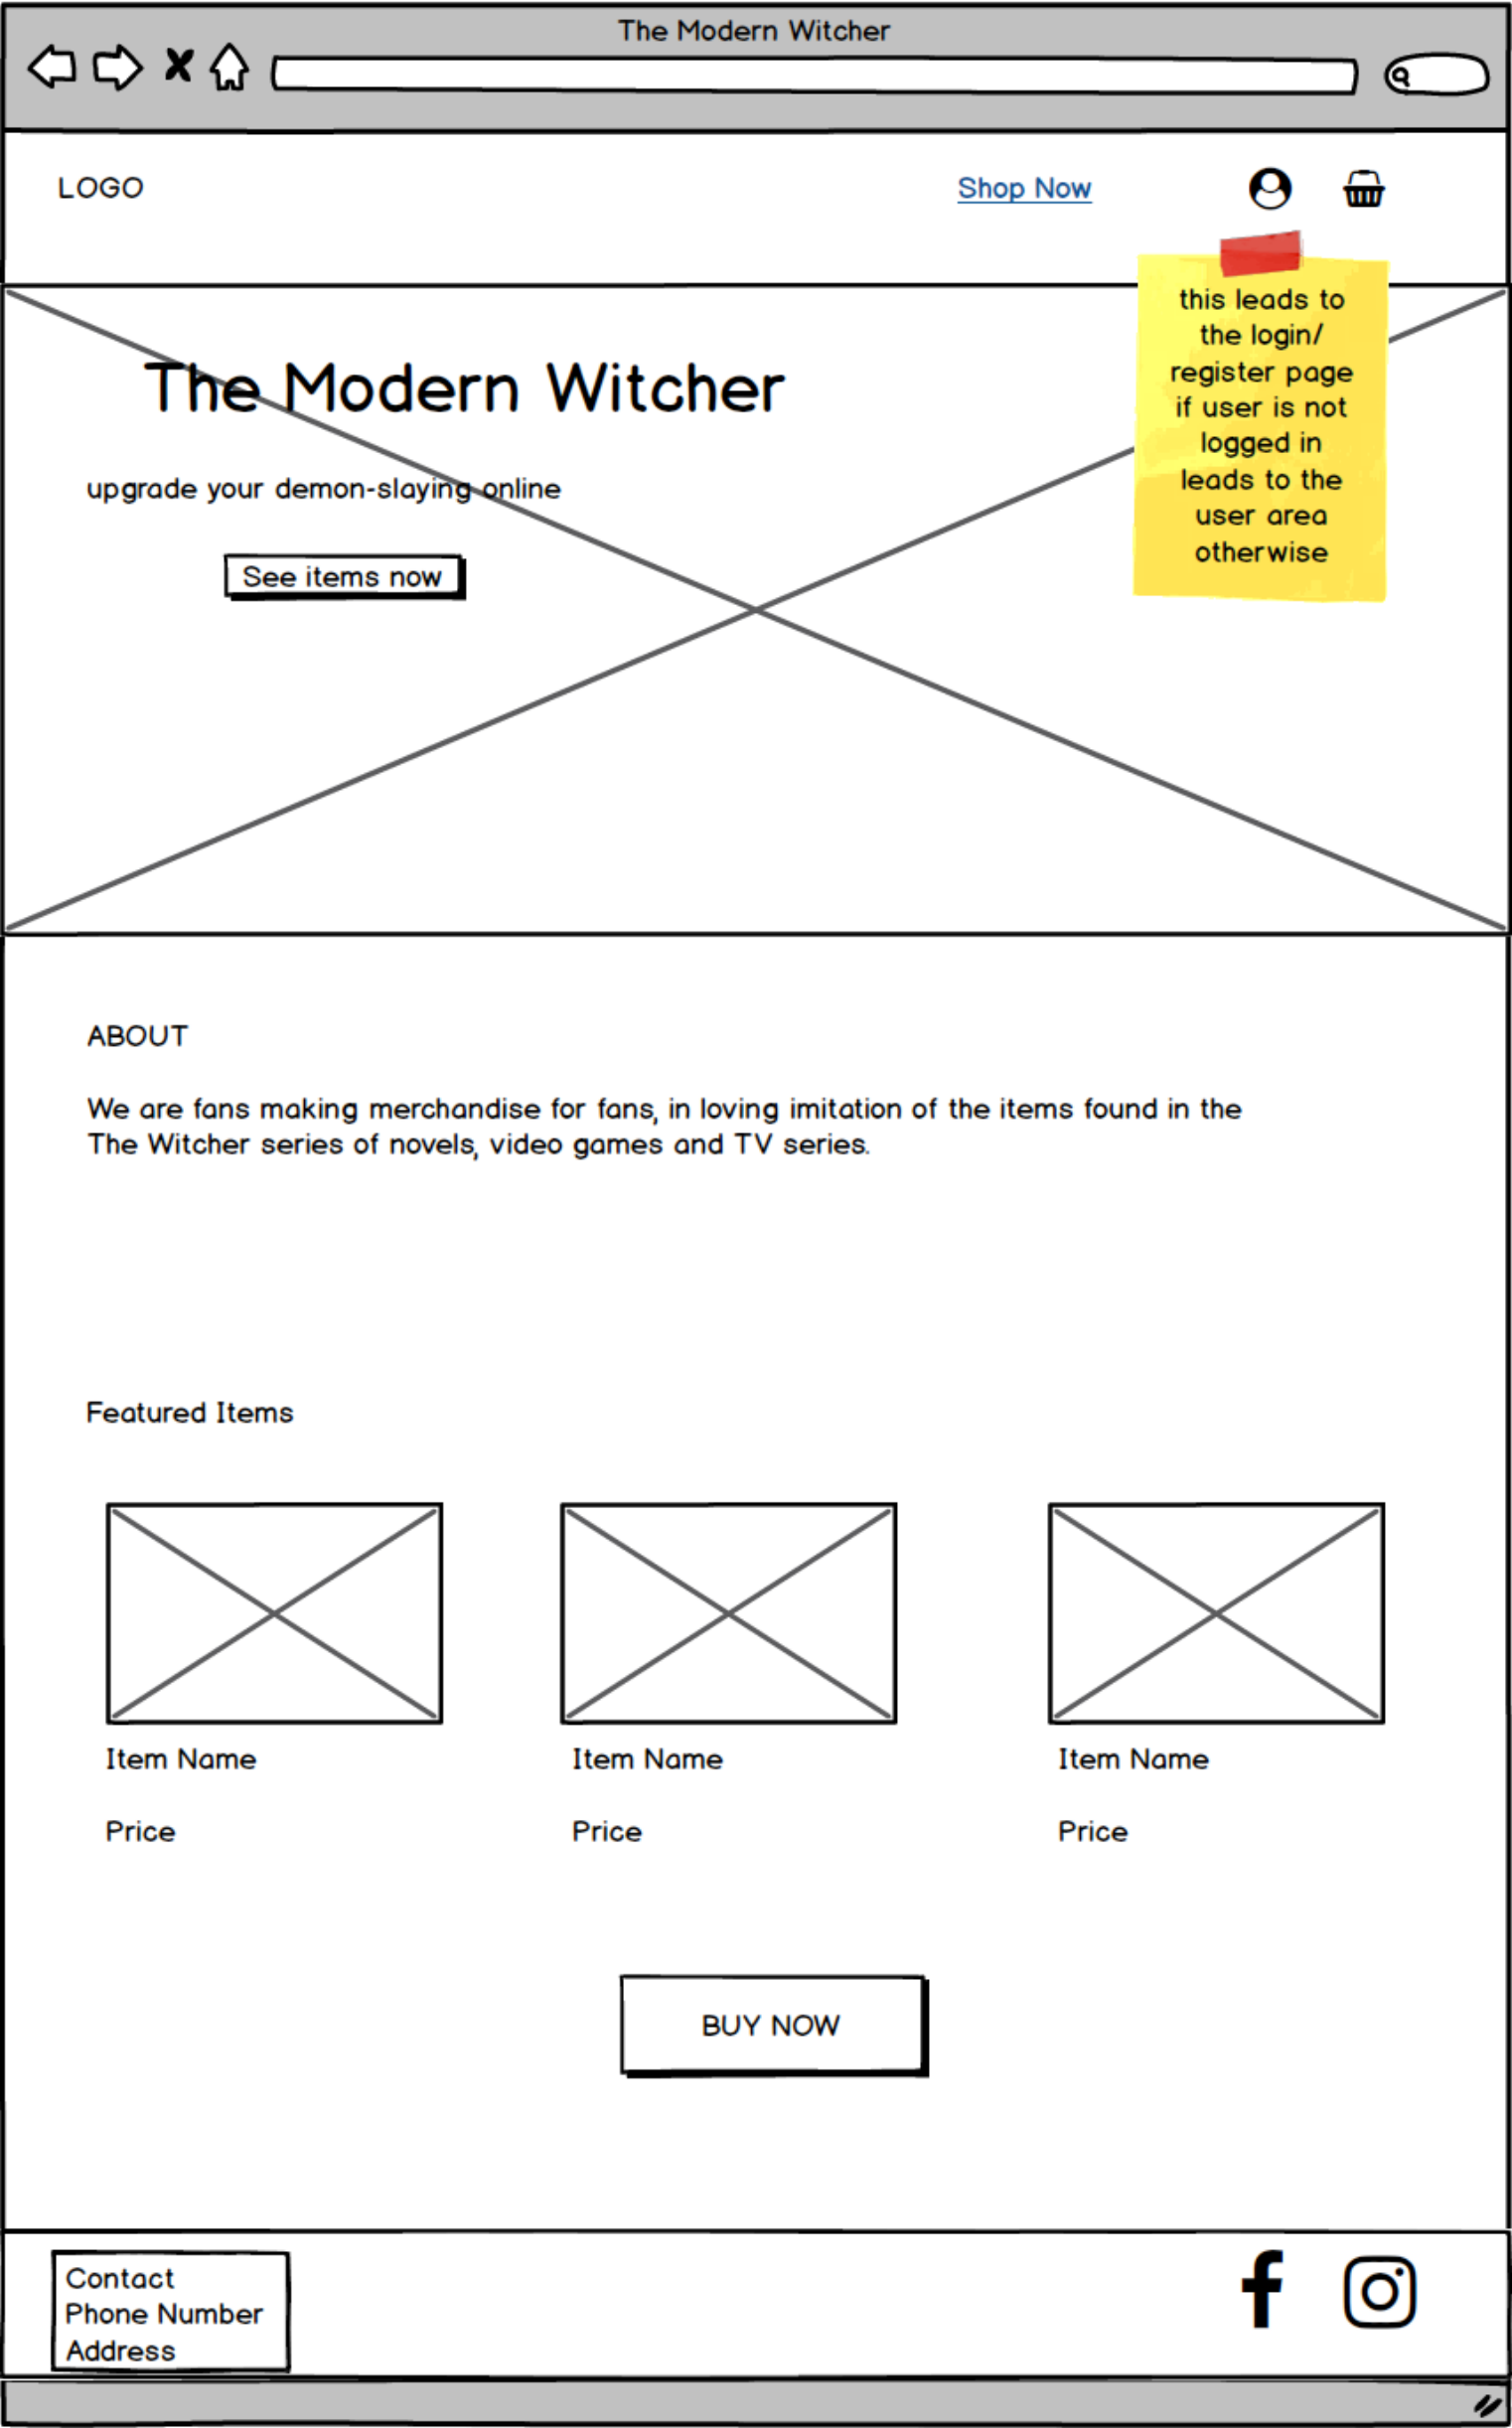 The Modern Witcher
LOGO
Shop Now
this leads to
the login/
register page
if user is not
logged in
leads to the
user area
otherwise
The Modern Witcher
upgrade your demon-slaying online
See items now
ABOUT
We are fans making merchandise for fans, in loving imitation of the items found in the
The Witcher series of novels, video games and TV series.
Featured Items
Item Name
Item Name
Item Name
Price
Price
Price
BUY NOW
Contact
Phone Number
Address